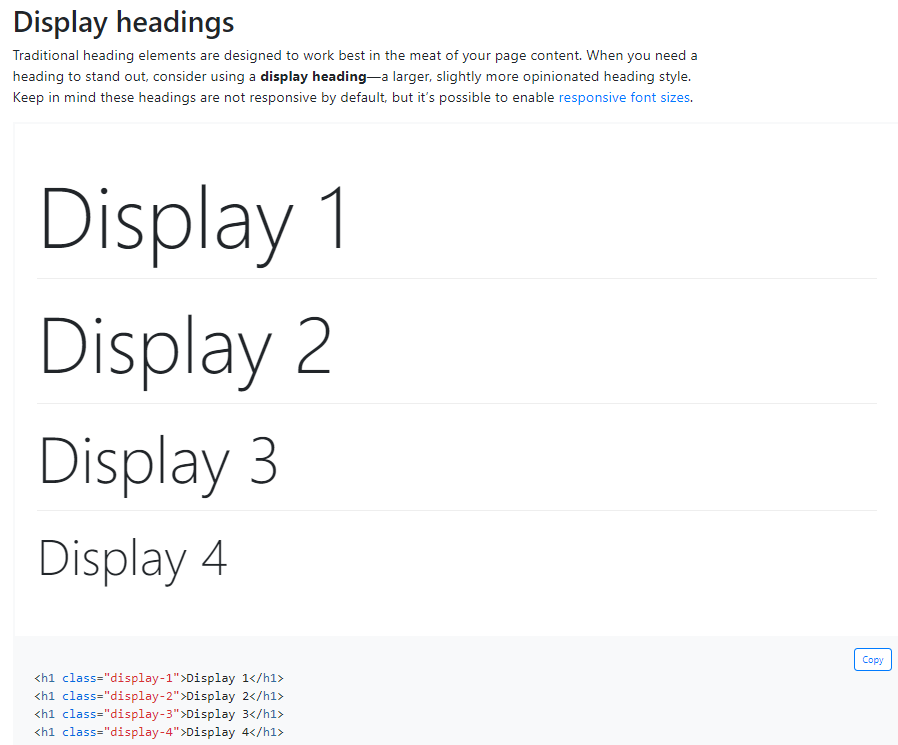 Display headings
Traditional heading elements are designed to work best in the meat of your page content. When you need a
heading to stand out, consider using a display heading—a larger, slightly more opinionated heading style.
Keep in mind these headings are not responsive by default, but it’s possible to enable responsive font sizes.
Display 1
Display 2
Display 3
Display 4
Copy
<h1 class="display-1">Display 1</h1>
<h1 class="display-2">Display 2</h1>
<h1 class="display-3">Display 3</h1>
<h1 class="display-4">Display 4</h1>